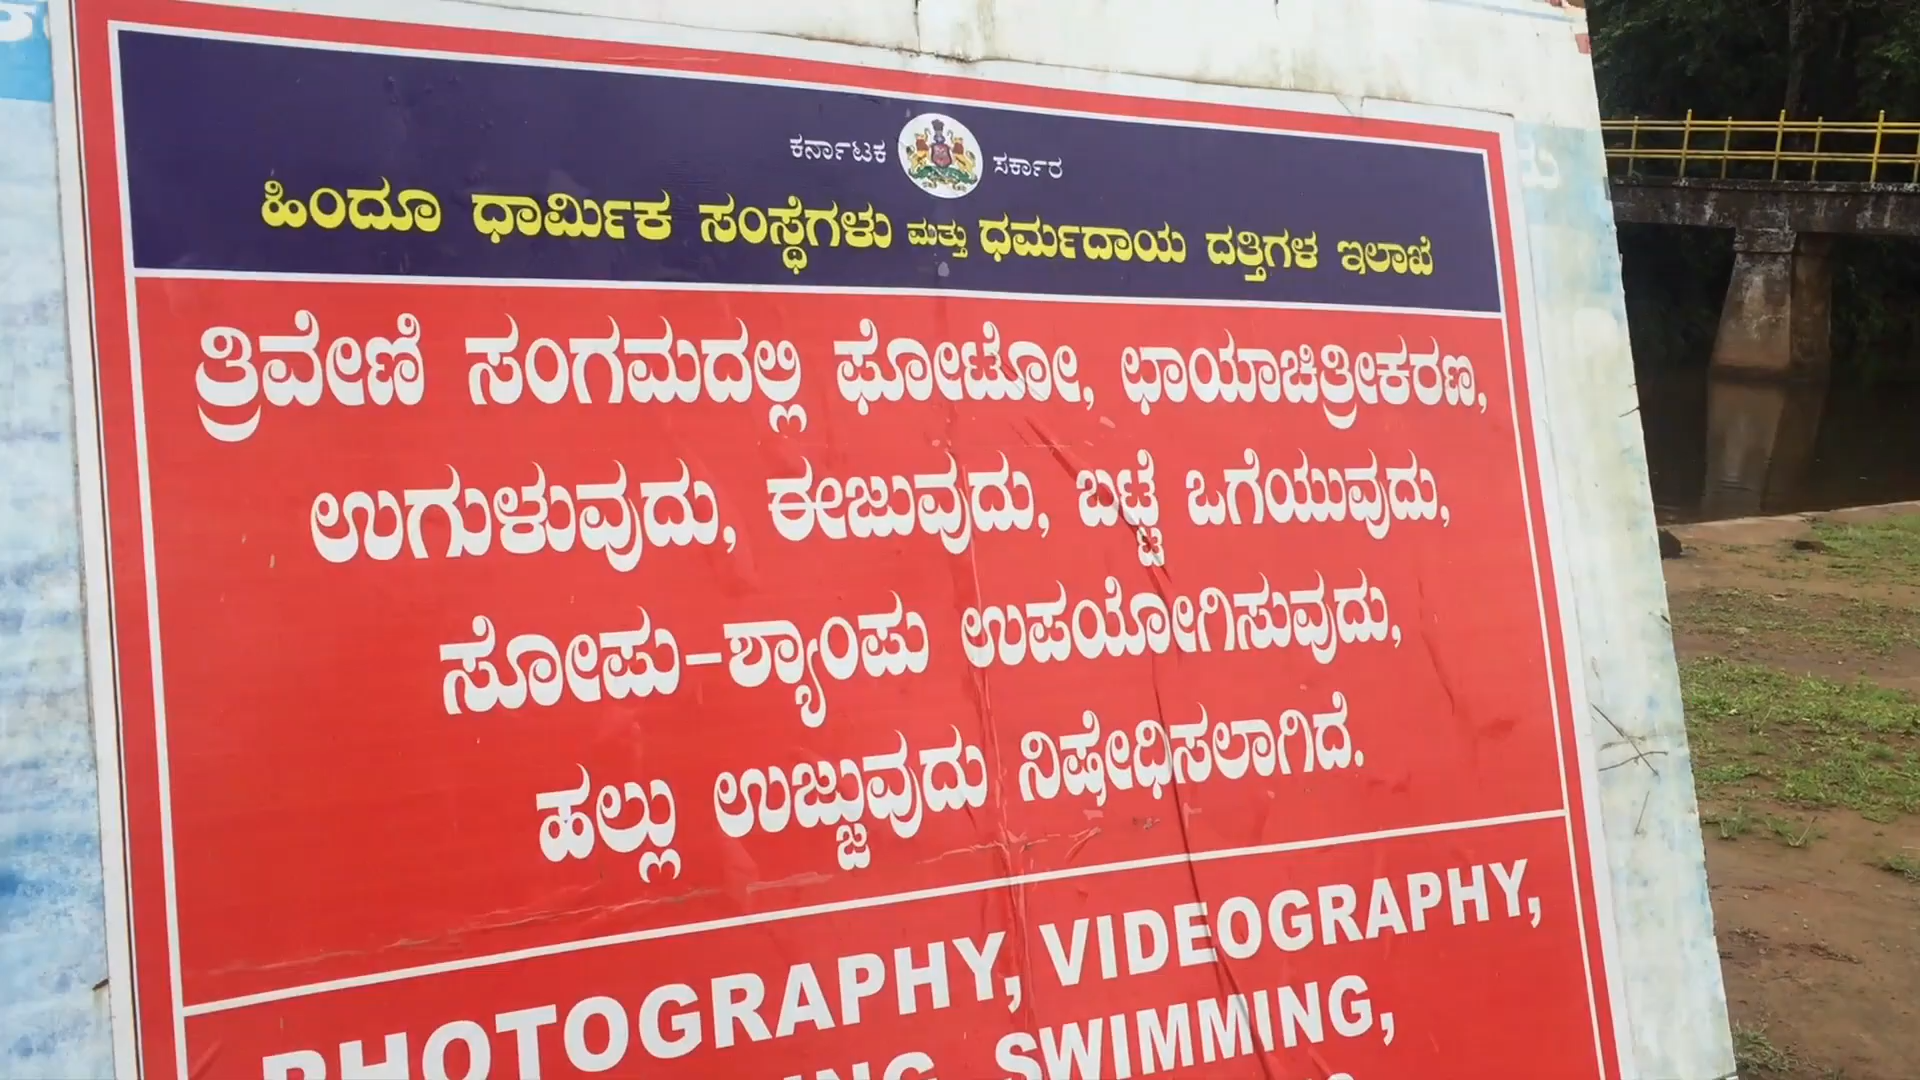 ಕರ್ನಾಟಕ ಸರ್ಕಾರ
ಹಿಂದೂ ಧಾರ್ಮಿಕ ಸಂಸ್ಥೆಗಳು ಮತ್ತು ಧರ್ಮದಾಯ ದತ್ತಿಗಳ ಇಲಾಖೆ
ತ್ರಿವೇಣಿ ಸಂಗಮದಲ್ಲಿ ಫೋಟೋ, ಛಾಯಾಚಿತ್ರೀಕರಣ,
ಉಗುಳುವುದು, ಈಜುವುದು, ಬಟ್ಟೆ ಒಗೆಯುವುದು,
ಸೋಪು-ಶ್ಯಾಂಪು ಉಪಯೋಗಿಸುವುದು,
ಹಲ್ಲು ಉಜ್ಜುವುದು ನಿಷೇಧಿಸಲಾಗಿದೆ.
PHOTOGRAPHY, VIDEOGRAPHY,
SWIMMING,